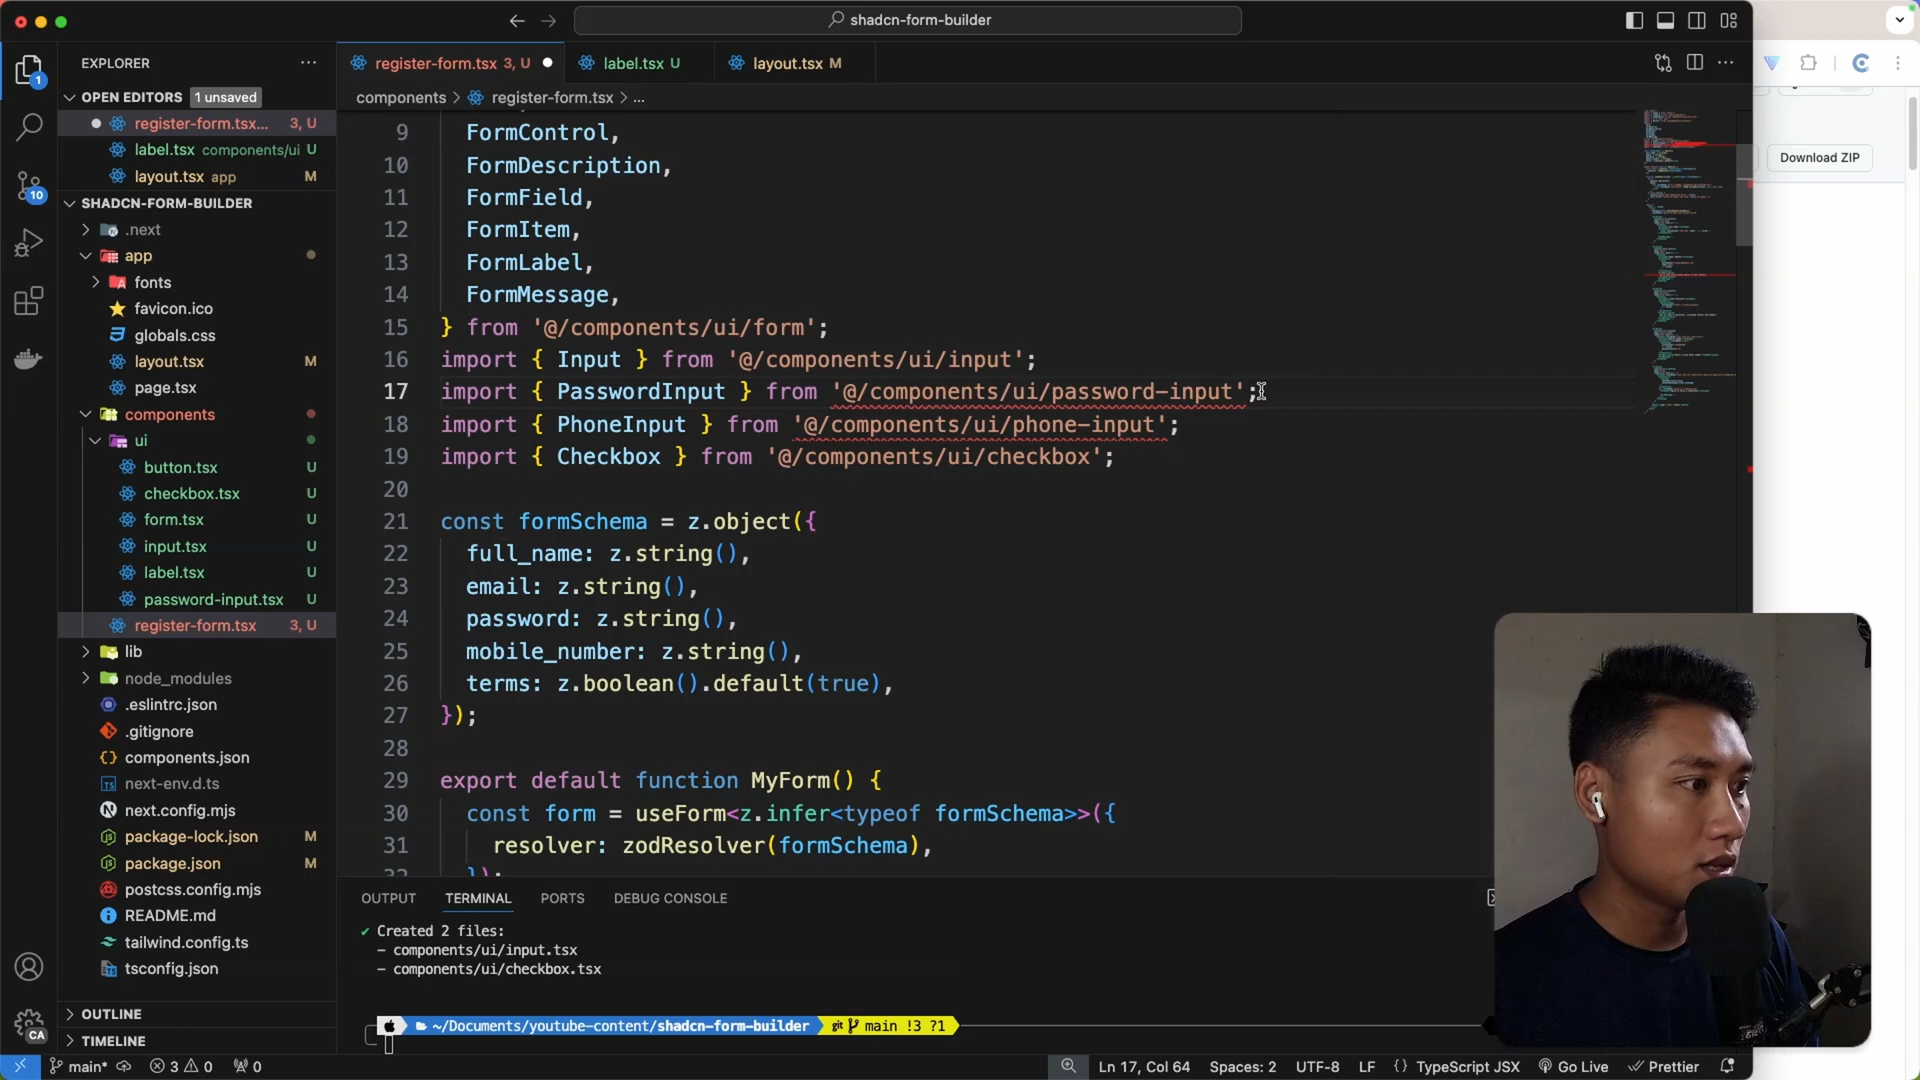 shadcn-form-builder
EXPLORER
register-form.tsx 3, U
label.tsx U
layout.tsx M
OPEN EDITORS 1 unsaved
components > register-form.tsx > ...
register-form.tsx... 3, U
label.tsx components/ui U
layout.tsx app M
Download ZIP
SHADCN-FORM-BUILDER
.next
app
fonts
favicon.ico
globals.css
layout.tsx M
page.tsx
components
ui
button.tsx U
checkbox.tsx U
form.tsx U
input.tsx U
label.tsx U
password-input.tsx U
register-form.tsx 3, U
lib
node_modules
.eslintrc.json
.gitignore
components.json
next-env.d.ts
next.config.mjs
package-lock.json M
package.json M
postcss.config.mjs
README.md
tailwind.config.ts
tsconfig.json
OUTLINE
TIMELINE
1
10
CA
9 FormControl,
10 FormDescription,
11 FormField,
12 FormItem,
13 FormLabel,
14 FormMessage,
15 } from '@/components/ui/form';
16 import { Input } from '@/components/ui/input';
17 import { PasswordInput } from '@/components/ui/password-input';
18 import { PhoneInput } from '@/components/ui/phone-input';
19 import { Checkbox } from '@/components/ui/checkbox';
20
21 const formSchema = z.object({
22 full_name: z.string(),
23 email: z.string(),
24 password: z.string(),
25 mobile_number: z.string(),
26 terms: z.boolean().default(true),
27 });
28
29 export default function MyForm() {
30 const form = useForm<z.infer<typeof formSchema>>({
31 resolver: zodResolver(formSchema),
32 });
OUTPUT TERMINAL PORTS DEBUG CONSOLE
✔ Created 2 files:
- components/ui/input.tsx
- components/ui/checkbox.tsx
~/Documents/youtube-content/shadcn-form-builder git main !3 ?1
main* 3 0 0 Ln 17, Col 64 Spaces: 2 UTF-8 LF {} TypeScript JSX Go Live Prettier